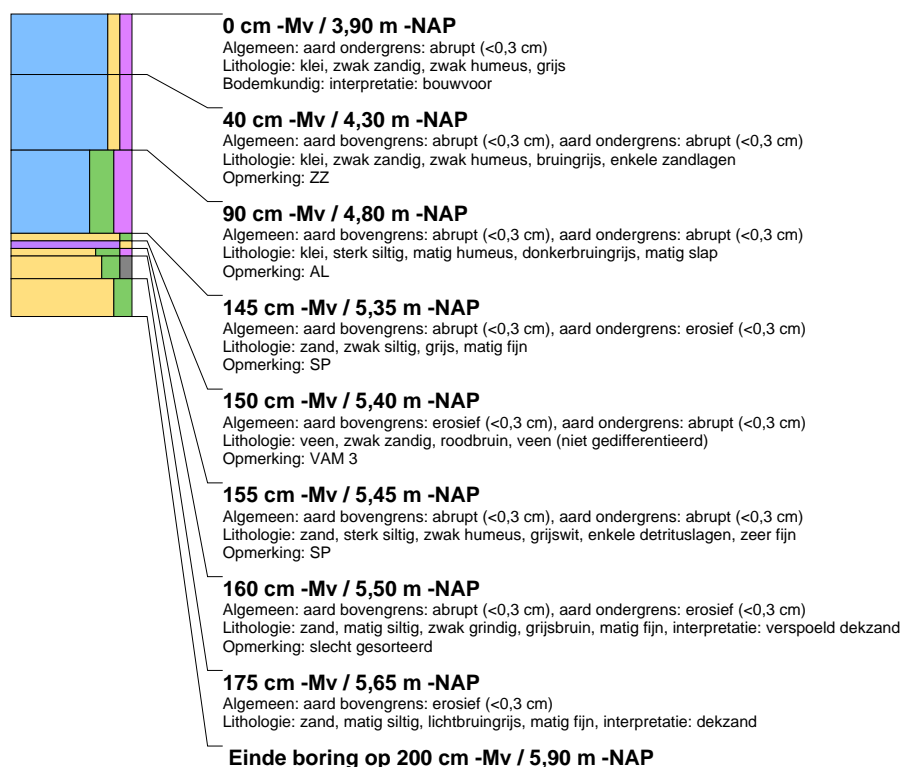 0 cm -Mv / 3,90 m -NAP
Algemeen: aard ondergrens: abrupt (<0,3 cm)
Lithologie: klei, zwak zandig, zwak humeus, grijs
Bodemkundig: interpretatie: bouwvoor
40 cm -Mv / 4,30 m -NAP
Algemeen: aard bovengrens: abrupt (<0,3 cm), aard ondergrens: abrupt (<0,3 cm)
Lithologie: klei, zwak zandig, zwak humeus, bruingrijs, enkele zandlagen
Opmerking: ZZ
90 cm -Mv / 4,80 m -NAP
Algemeen: aard bovengrens: abrupt (<0,3 cm), aard ondergrens: abrupt (<0,3 cm)
Lithologie: klei, sterk siltig, matig humeus, donkerbruingrijs, matig slap
Opmerking: AL
145 cm -Mv / 5,35 m -NAP
Algemeen: aard bovengrens: abrupt (<0,3 cm), aard ondergrens: erosief (<0,3 cm)
Lithologie: zand, zwak siltig, grijs, matig fijn
Opmerking: SP
150 cm -Mv / 5,40 m -NAP
Algemeen: aard bovengrens: erosief (<0,3 cm), aard ondergrens: abrupt (<0,3 cm)
Lithologie: veen, zwak zandig, roodbruin, veen (niet gedifferentieerd)
Opmerking: VAM 3
155 cm -Mv / 5,45 m -NAP
Algemeen: aard bovengrens: abrupt (<0,3 cm), aard ondergrens: abrupt (<0,3 cm)
Lithologie: zand, sterk siltig, zwak humeus, grijswit, enkele detrituslagen, zeer fijn
Opmerking: SP
160 cm -Mv / 5,50 m -NAP
Algemeen: aard bovengrens: abrupt (<0,3 cm), aard ondergrens: erosief (<0,3 cm)
Lithologie: zand, matig siltig, zwak grindig, grijsbruin, matig fijn, interpretatie: verspoeld dekzand
Opmerking: slecht gesorteerd
175 cm -Mv / 5,65 m -NAP
Algemeen: aard bovengrens: erosief (<0,3 cm)
Lithologie: zand, matig siltig, lichtbruingrijs, matig fijn, interpretatie: dekzand
Einde boring op 200 cm -Mv / 5,90 m -NAP